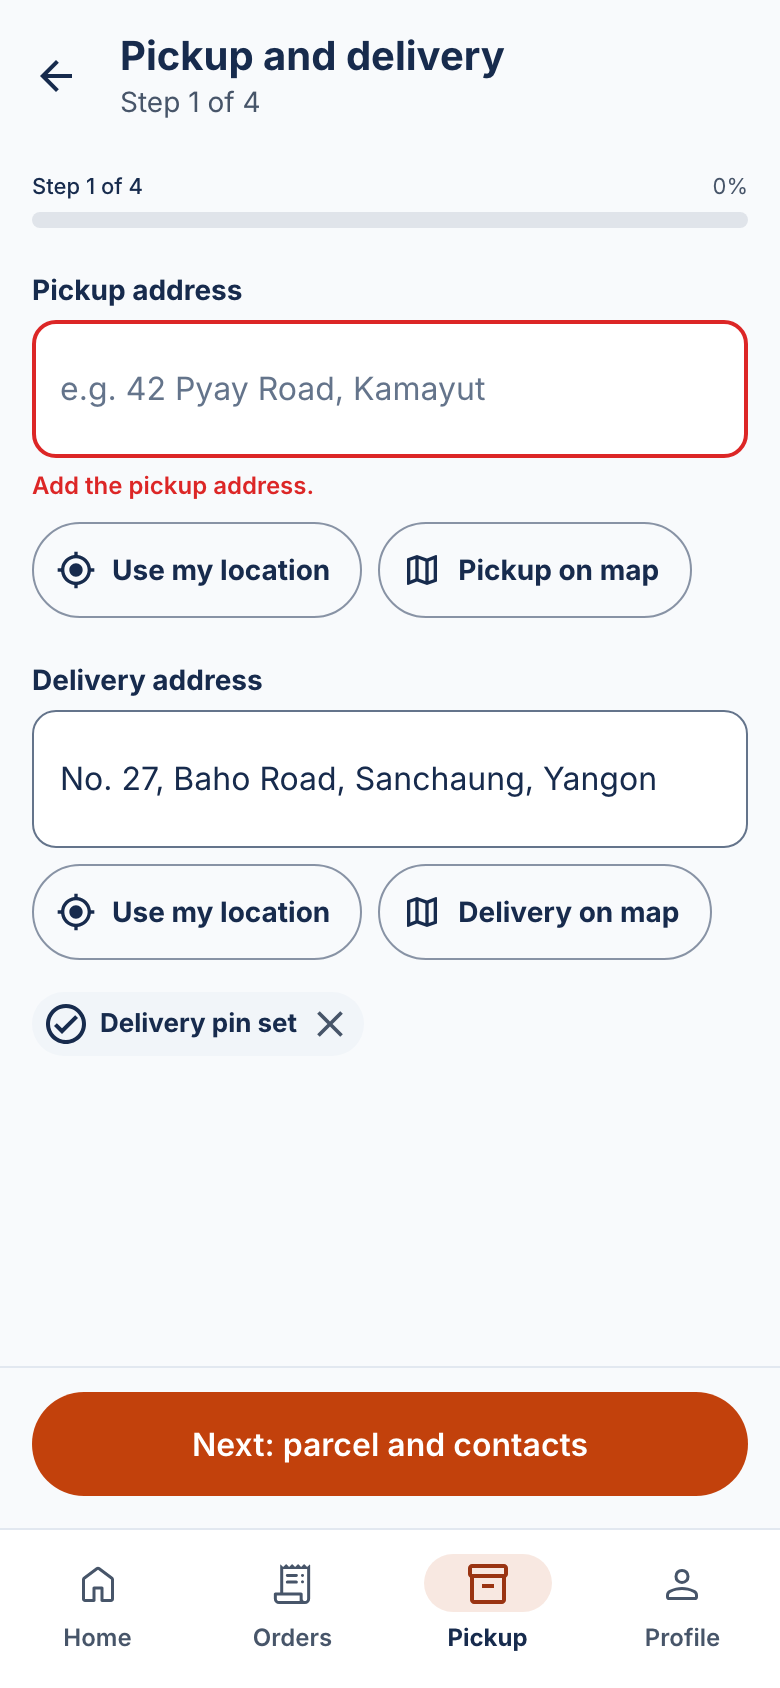 Pickup and delivery
Step 1 of 4
Step 1 of 4
0%
Pickup address
e.g. 42 Pyay Road, Kamayut
Add the pickup address.
Use my location
Pickup on map
Delivery address
No. 27, Baho Road, Sanchaung, Yangon
Use my location
Delivery on map
Delivery pin set
Next: parcel and contacts
Home
Orders
Pickup
Profile